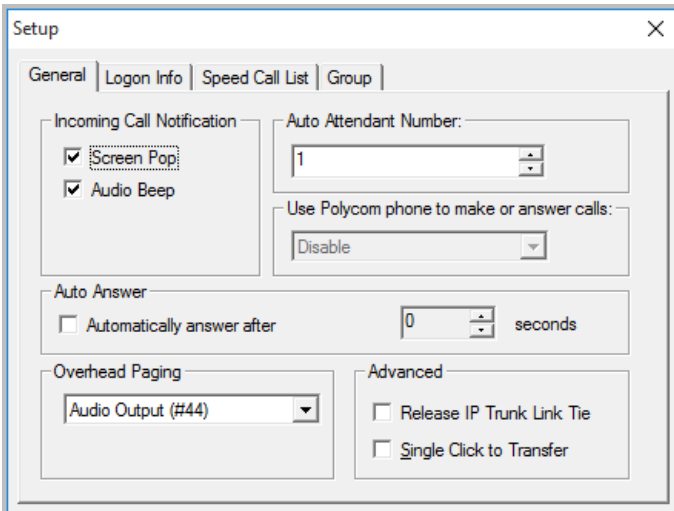 Setup
General
Logon Info
Speed Call List
Group
Incoming Call Notification
Screen Pop
Audio Beep
Auto Attendant Number:
1
Use Polycom phone to make or answer calls:
Disable
Auto Answer
Automatically answer after
0
seconds
Overhead Paging
Audio Output (#44)
Advanced
Release IP Trunk Link Tie
Single Click to Transfer